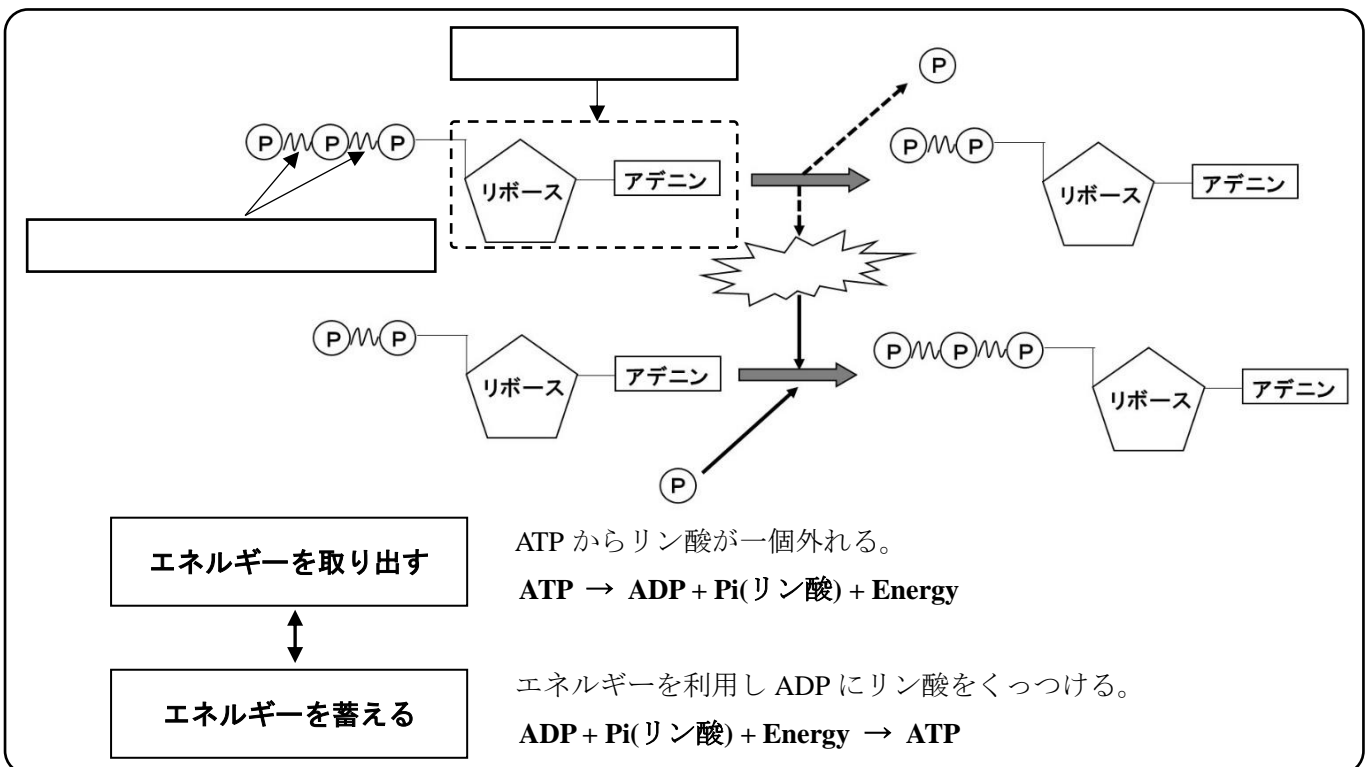 P
P P P
リボース
アデニン
P P
リボース
アデニン
P P
リボース
アデニン
P P P
リボース
アデニン
P
エネルギーを取り出す
ATP からリン酸が一個外れる。
ATP → ADP + Pi(リン酸) + Energy
エネルギーを蓄える
エネルギーを利用し ADP にリン酸をくっつける。
ADP + Pi(リン酸) + Energy → ATP